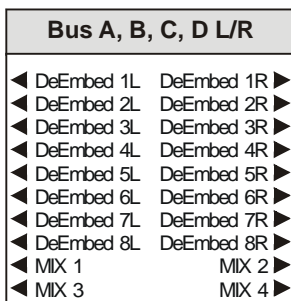 Bus A, B, C, D L/R
DeEmbed 1L DeEmbed 1R
DeEmbed 2L DeEmbed 2R
DeEmbed 3L DeEmbed 3R
DeEmbed 4L DeEmbed 4R
DeEmbed 5L DeEmbed 5R
DeEmbed 6L DeEmbed 6R
DeEmbed 7L DeEmbed 7R
DeEmbed 8L DeEmbed 8R
MIX 1 MIX 2
MIX 3 MIX 4